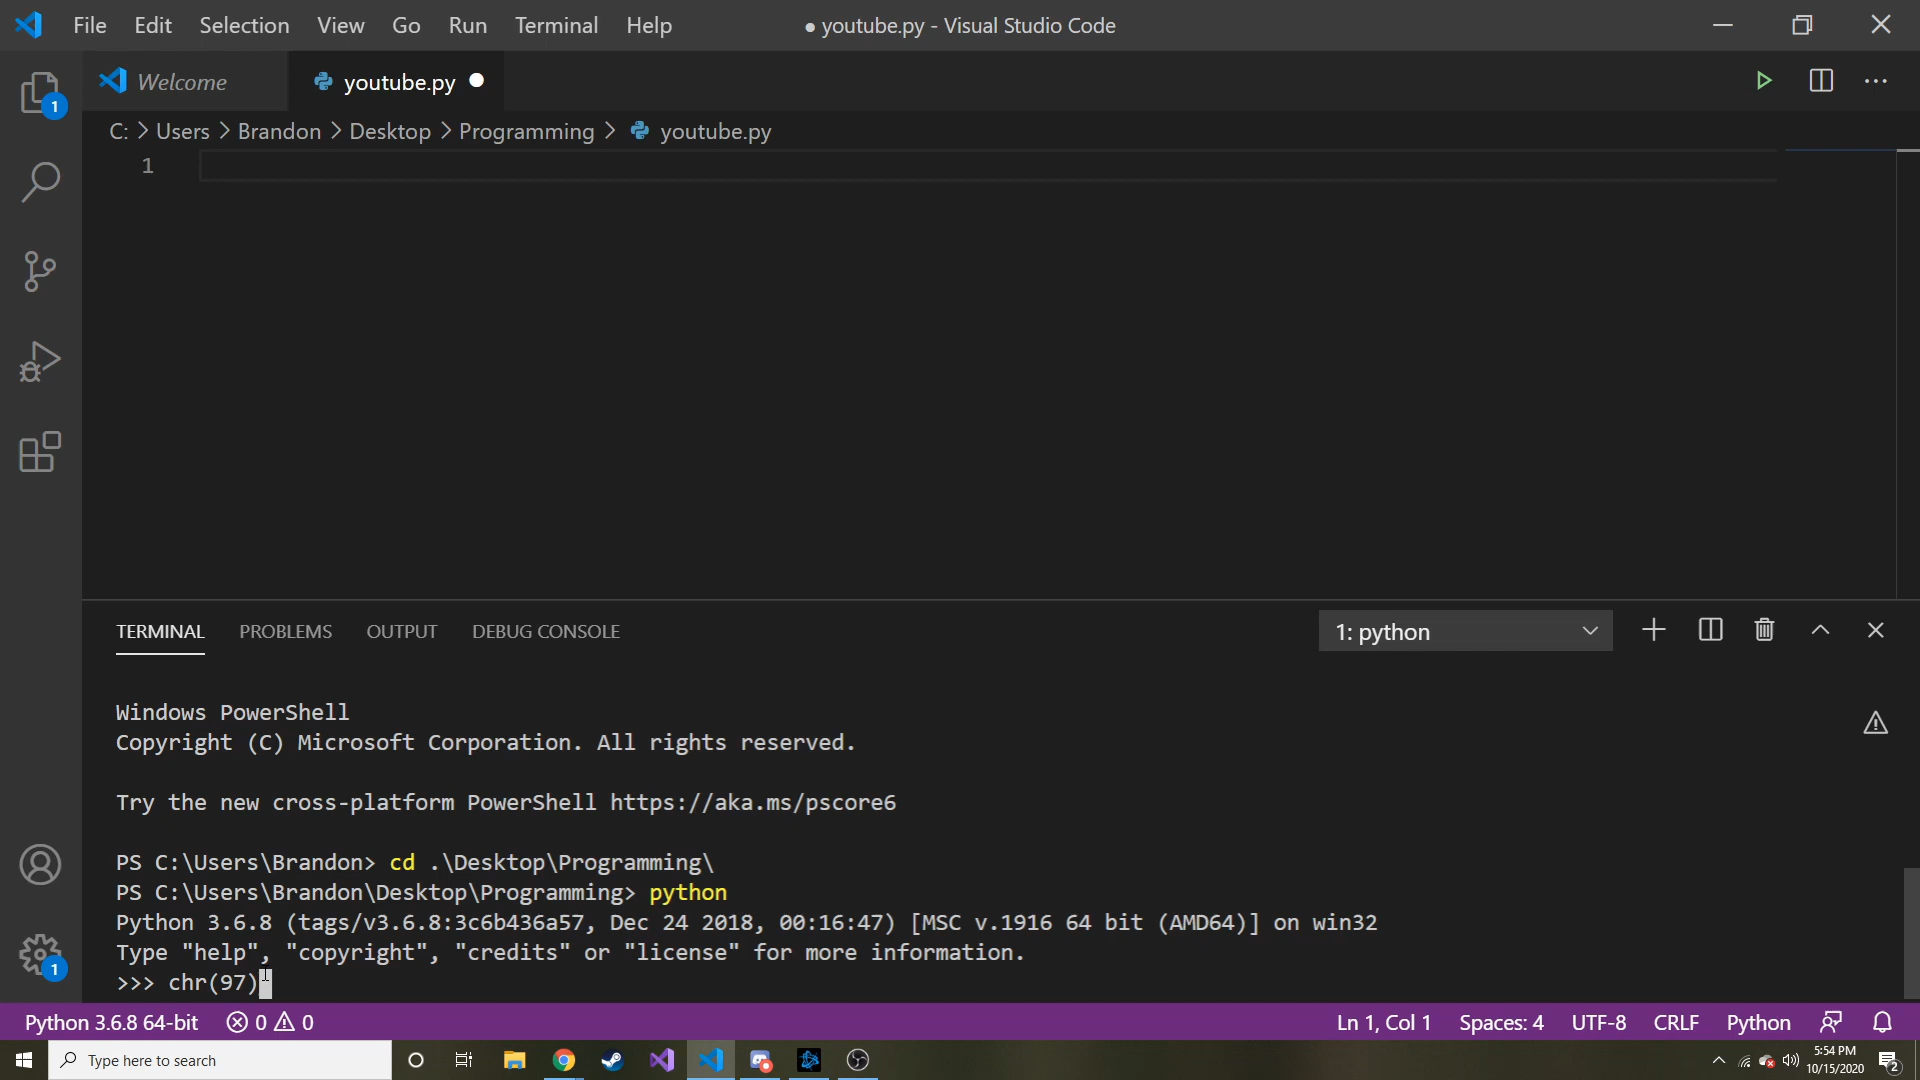 File Edit Selection View Go Run Terminal Help ● youtube.py - Visual Studio Code
Welcome youtube.py
C: > Users > Brandon > Desktop > Programming > youtube.py
1
1
TERMINAL PROBLEMS OUTPUT DEBUG CONSOLE 1: python
Windows PowerShell
Copyright (C) Microsoft Corporation. All rights reserved.
Try the new cross-platform PowerShell https://aka.ms/pscore6
PS C:\Users\Brandon> cd .\Desktop\Programming\
PS C:\Users\Brandon\Desktop\Programming> python
Python 3.6.8 (tags/v3.6.8:3c6b436a57, Dec 24 2018, 00:16:47) [MSC v.1916 64 bit (AMD64)] on win32
Type "help", "copyright", "credits" or "license" for more information.
>>> chr(97)
1
Python 3.6.8 64-bit 0 0 Ln 1, Col 1 Spaces: 4 UTF-8 CRLF Python
Type here to search 5:54 PM
10/15/2020 2